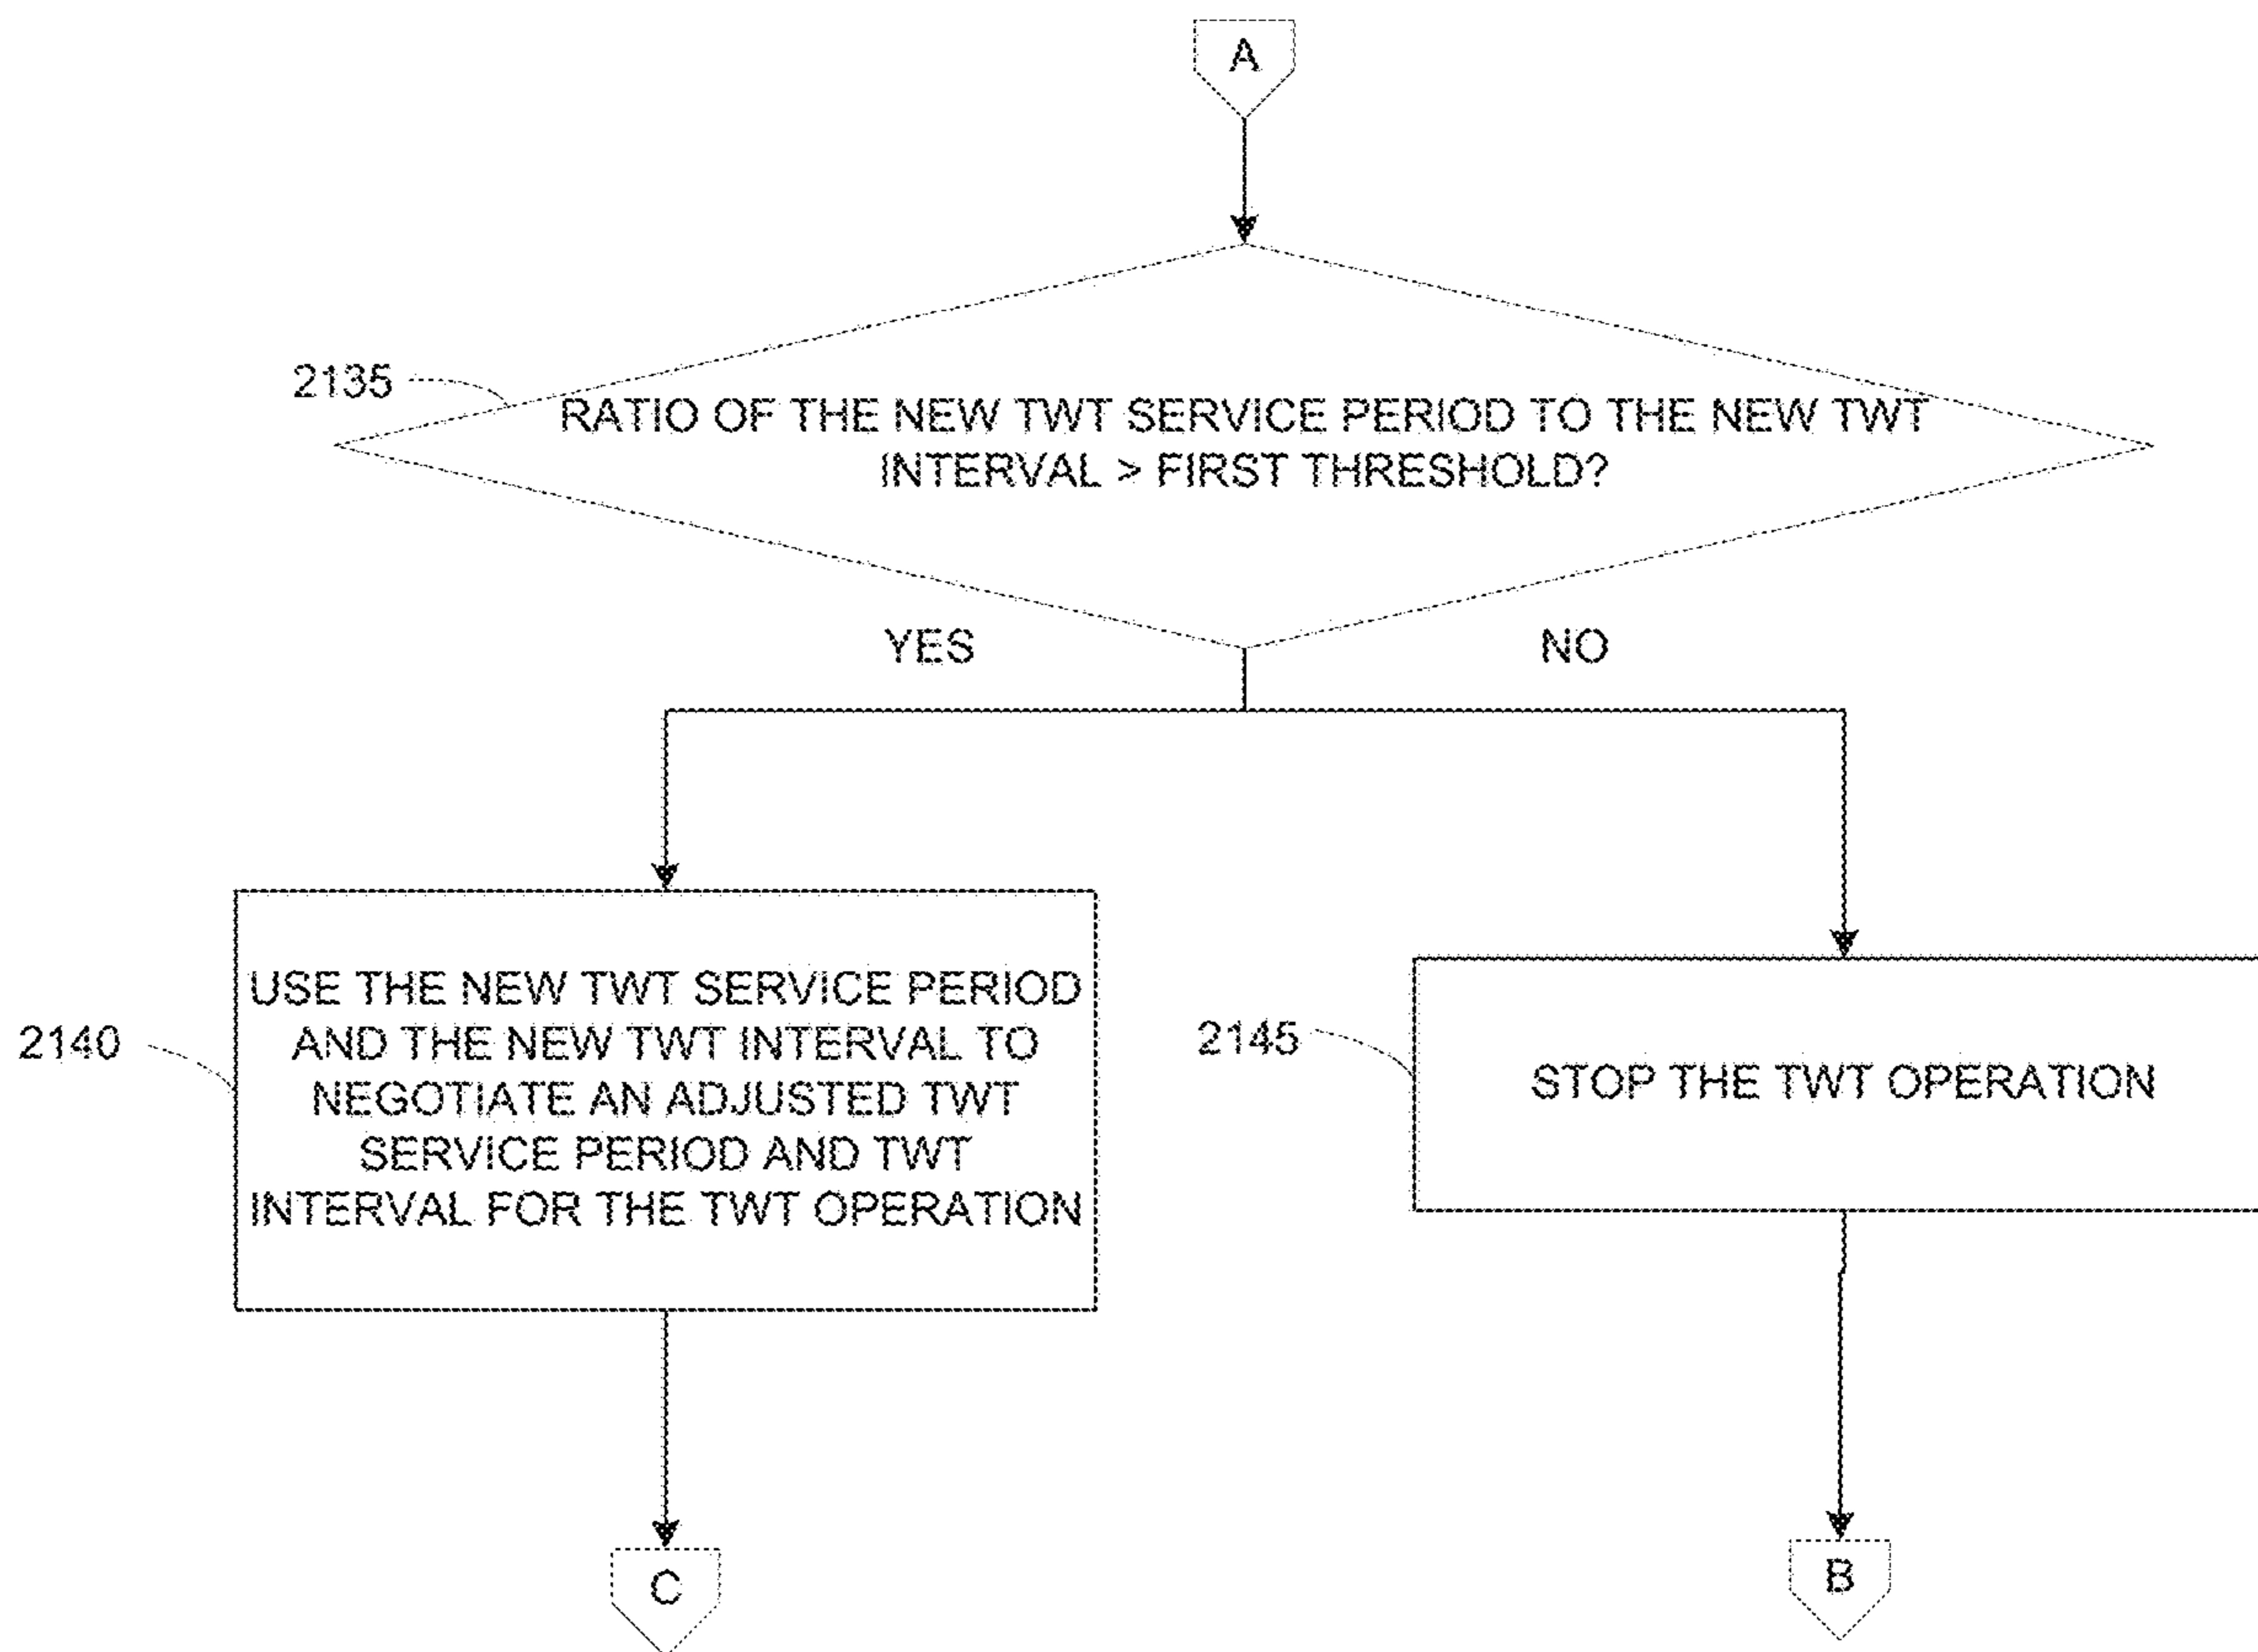 A
2135
RATIO OF THE NEW TWT SERVICE PERIOD TO THE NEW TWT
INTERVAL > FIRST THRESHOLD?
YES
NO
2140
USE THE NEW TWT SERVICE PERIOD
AND THE NEW TWT INTERVAL TO
NEGOTIATE AN ADJUSTED TWT
SERVICE PERIOD AND TWT
INTERVAL FOR THE TWT OPERATION
2145
STOP THE TWT OPERATION
C
B